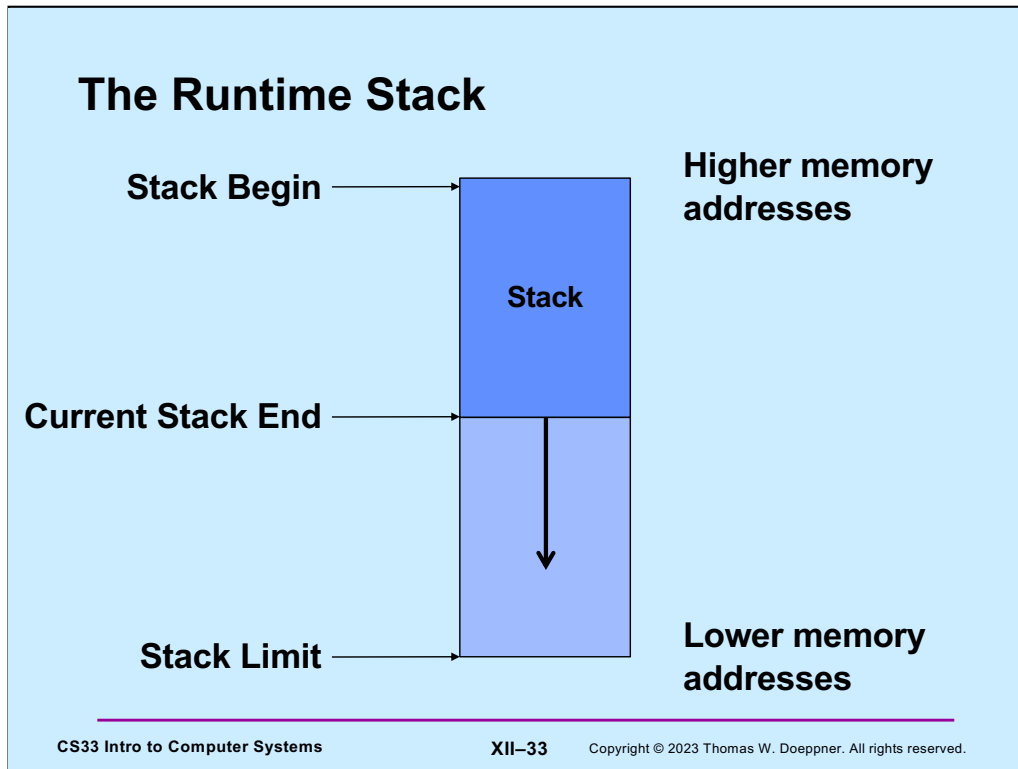 The Runtime Stack
Stack Begin
Higher memory
addresses
Stack
Current Stack End
Stack Limit
Lower memory
addresses
CS33 Intro to Computer Systems
XII–33
Copyright © 2023 Thomas W. Doeppner. All rights reserved.